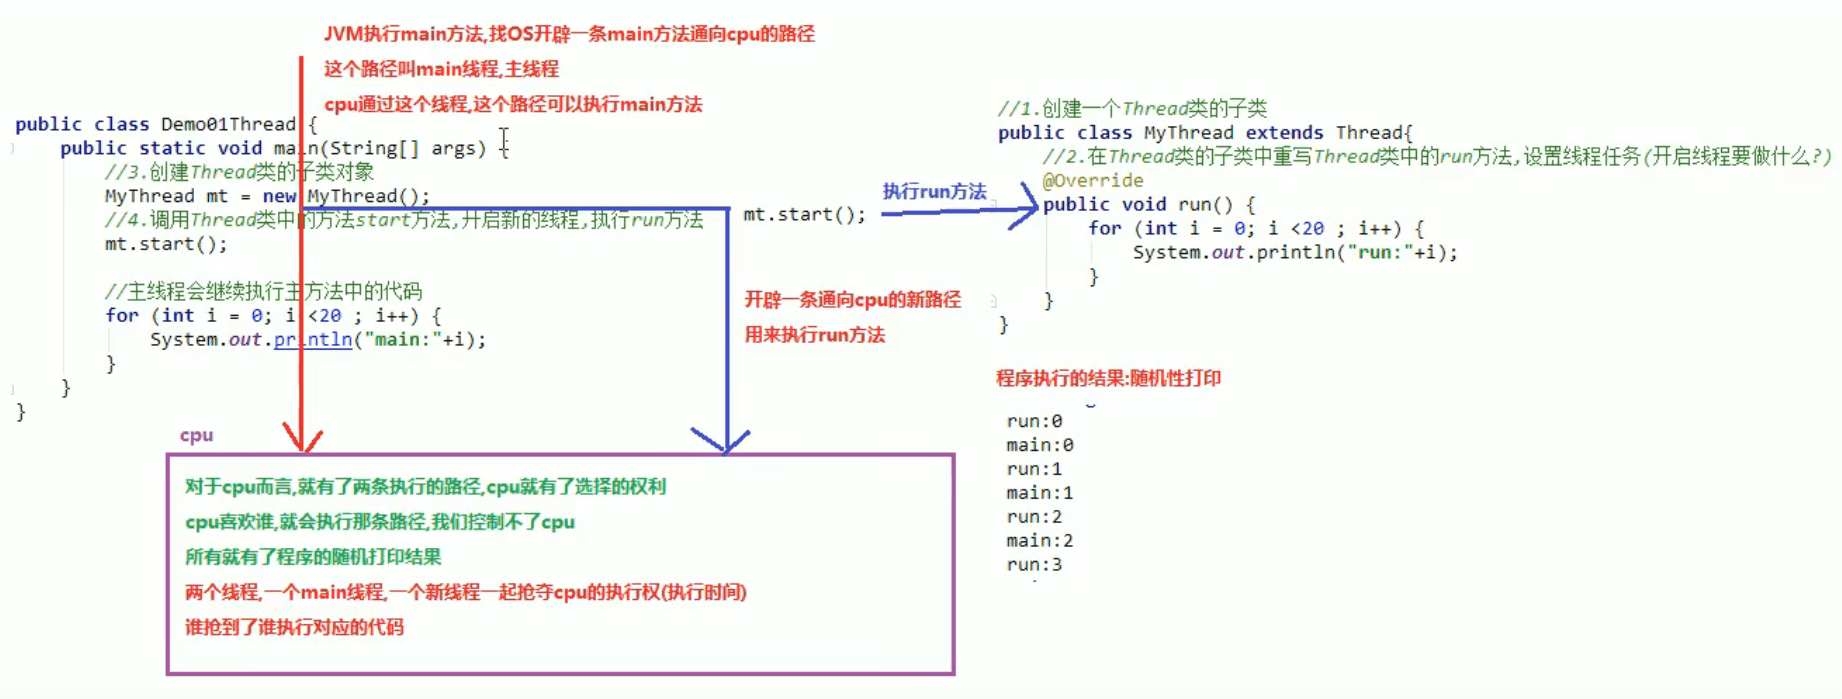 JVM执行main方法,找OS开辟一条main方法通向cpu的路径
这个路径叫main线程,主线程
cpu通过这个线程,这个路径可以执行main方法
public class Demo01Thread {
public static void main(String[] args) {
//3.创建Thread类的子类对象
MyThread mt = new MyThread();
//4.调用Thread类中的方法start方法,开启新的线程,执行run方法
mt.start();
//主线程会继续执行主方法中的代码
for (int i = 0; i <20 ; i++) {
System.out.println("main:"+i);
}
}
}
mt.start();
执行run方法
开辟一条通向cpu的新路径
用来执行run方法
//1.创建一个Thread类的子类
public class MyThread extends Thread{
//2.在Thread类的子类中重写Thread类中的run方法,设置线程任务(开启线程要做什么?)
@Override
public void run() {
for (int i = 0; i <20 ; i++) {
System.out.println("run:"+i);
}
}
}
程序执行的结果:随机性打印
run:0
main:0
run:1
main:1
run:2
main:2
run:3
cpu
对于cpu而言,就有了两条执行的路径,cpu就有了选择的权利
cpu喜欢谁,就会执行那条路径,我们控制不了cpu
所有就有了程序的随机打印结果
两个线程,一个main线程,一个新线程一起抢夺cpu的执行权(执行时间)
谁抢到了谁执行对应的代码